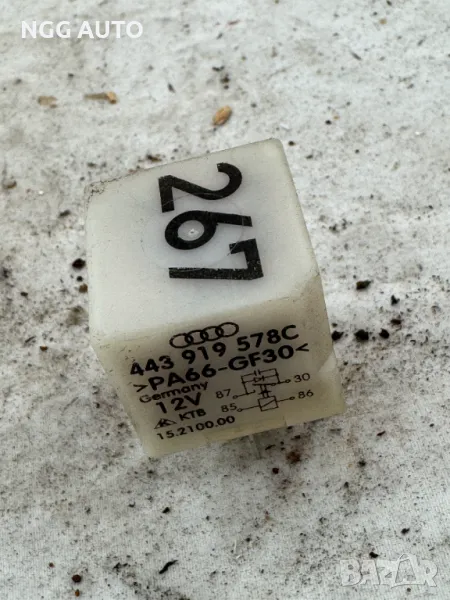 NGG AUTO
267
443 919 578C
>PA66-GF30<
Germany
12V
KTB
15.2100.00
87 30
85 86
BAZAR